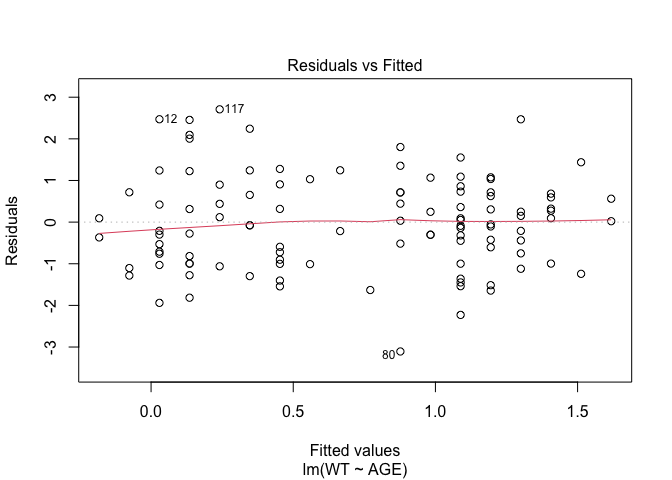 Residuals vs Fitted
Residuals
3
2
1
0
-1
-2
-3
12
117
80
0.0 0.5 1.0 1.5
Fitted values
lm(WT ~ AGE)